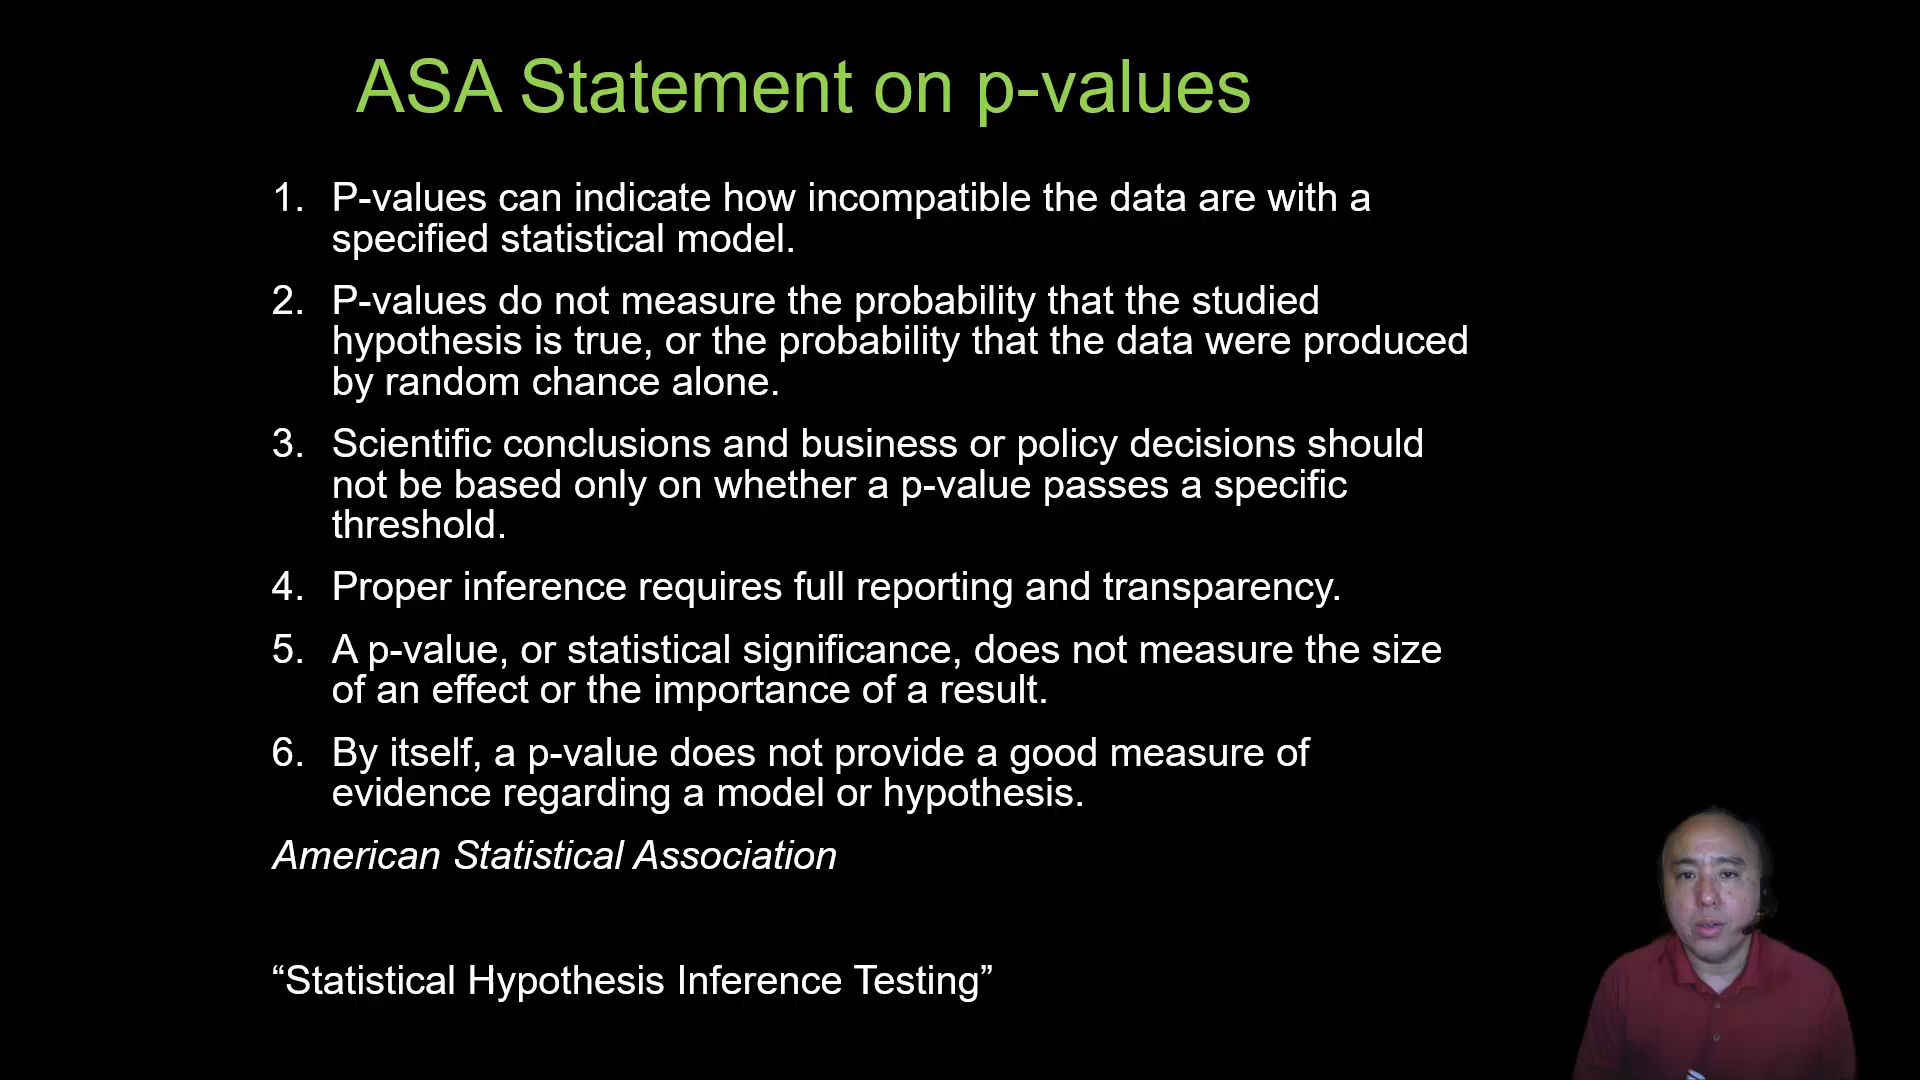 ASA Statement on p-values
1. P-values can indicate how incompatible the data are with a
specified statistical model.
2. P-values do not measure the probability that the studied
hypothesis is true, or the probability that the data were produced
by random chance alone.
3. Scientific conclusions and business or policy decisions should
not be based only on whether a p-value passes a specific
threshold.
4. Proper inference requires full reporting and transparency.
5. A p-value, or statistical significance, does not measure the size
of an effect or the importance of a result.
6. By itself, a p-value does not provide a good measure of
evidence regarding a model or hypothesis.
American Statistical Association
“Statistical Hypothesis Inference Testing”